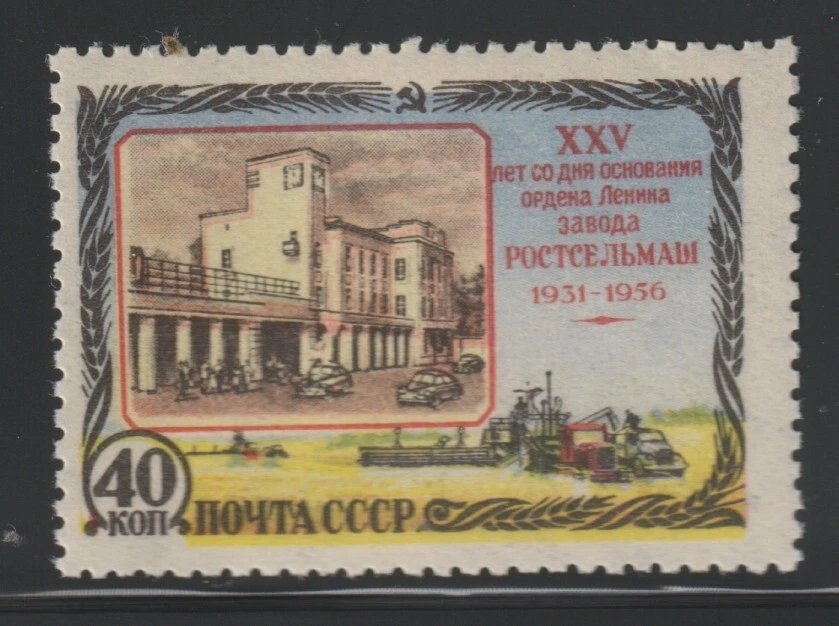 XXV
лет со дня основания
ордена Ленина
завода
РОСТСЕЛЬМАШ
1931-1956
40
КОП
ПОЧТА СССР